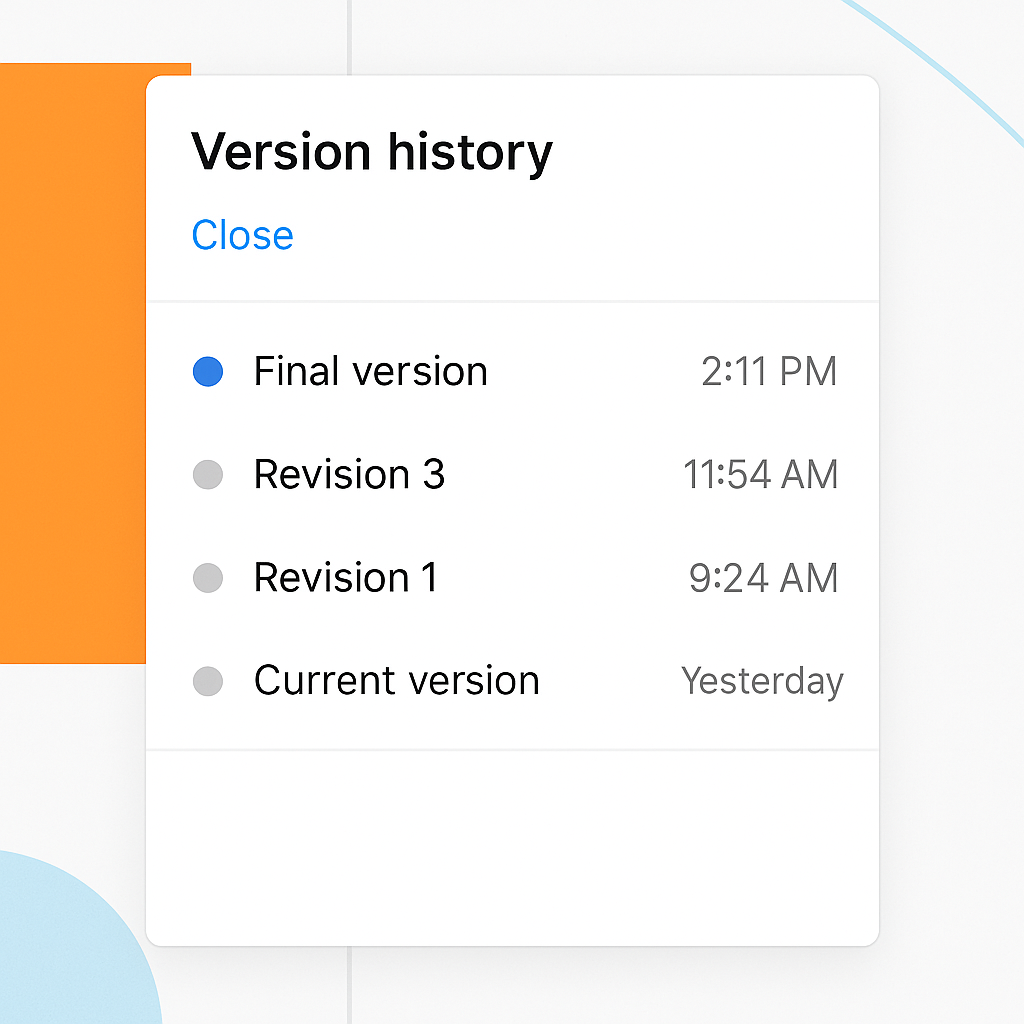 Version history
Close
Final version 2:11 PM
Revision 3 11:54 AM
Revision 1 9:24 AM
Current version Yesterday